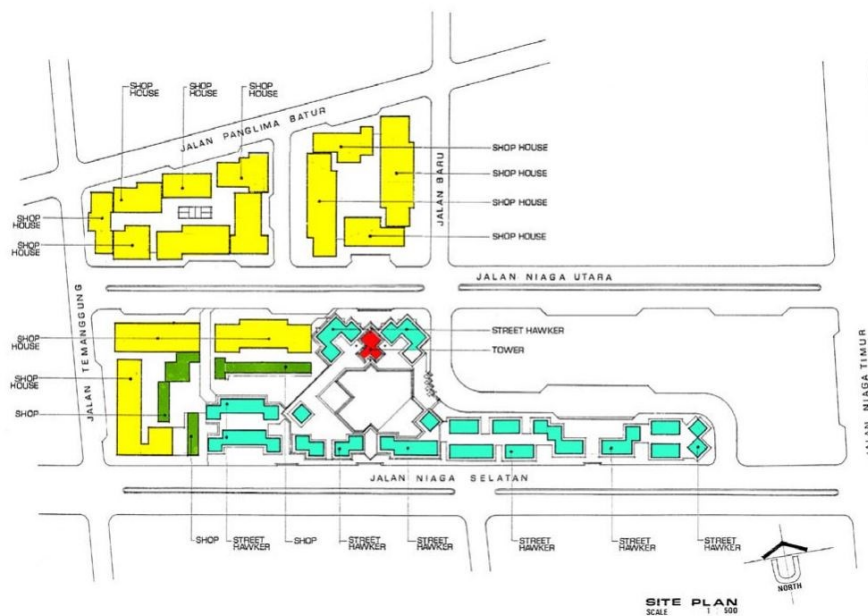 SHOP
HOUSE
SHOP
HOUSE
SHOP
HOUSE
JALAN PANGLIMA BATUR
SHOP HOUSE
SHOP HOUSE
SHOP HOUSE
SHOP HOUSE
JALAN BARU
SHOP
HOUSE
SHOP
HOUSE
JALAN NIAGA UTARA
JALAN TEMANGGUNG
STREET HAWKER
TOWER
SHOP
HOUSE
SHOP
HOUSE
SHOP
JALAN NIAGA TIMUR
JALAN NIAGA SELATAN
SHOP
STREET
HAWKER
SHOP
STREET
HAWKER
STREET
HAWKER
STREET
HAWKER
STREET
HAWKER
STREET
HAWKER
NORTH
SITE PLAN
SCALE 1 : 500